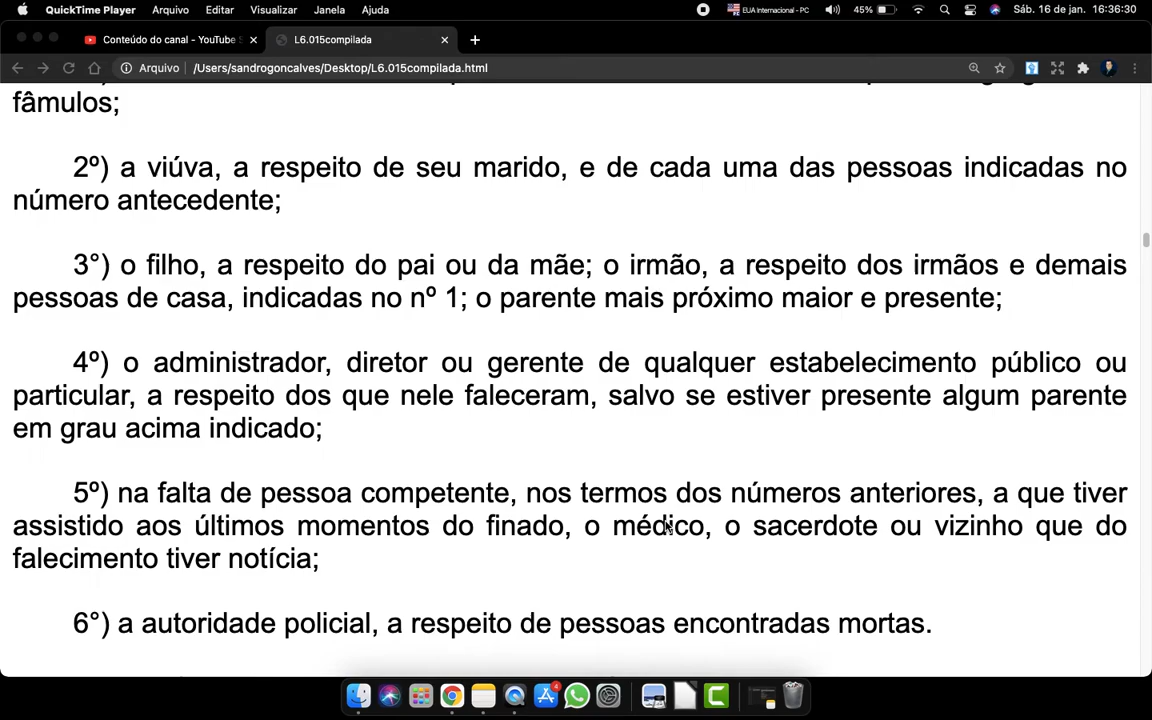 QuickTime Player Arquivo Editar Visualizar Janela Ajuda EUA Internacional - PC 45% Sáb. 16 de jan. 16:36:30
Conteúdo do canal - YouTube L6.015compilada
Arquivo /Users/sandrogoncalves/Desktop/L6.015compilada.html
fâmulos;
2º) a viúva, a respeito de seu marido, e de cada uma das pessoas indicadas no
número antecedente;
3°) o filho, a respeito do pai ou da mãe; o irmão, a respeito dos irmãos e demais
pessoas de casa, indicadas no nº 1; o parente mais próximo maior e presente;
4º) o administrador, diretor ou gerente de qualquer estabelecimento público ou
particular, a respeito dos que nele faleceram, salvo se estiver presente algum parente
em grau acima indicado;
5º) na falta de pessoa competente, nos termos dos números anteriores, a que tiver
assistido aos últimos momentos do finado, o médico, o sacerdote ou vizinho que do
falecimento tiver notícia;
6°) a autoridade policial, a respeito de pessoas encontradas mortas.
4